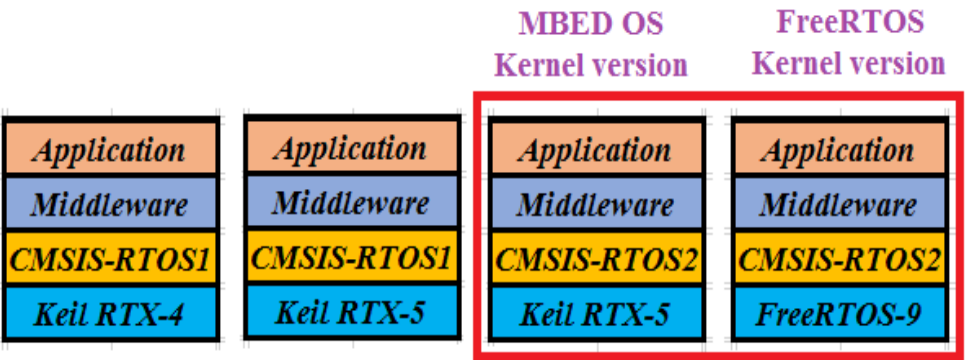 MBED OS
Kernel version
FreeRTOS
Kernel version
Application
Middleware
CMSIS-RTOS1
Keil RTX-4
Application
Middleware
CMSIS-RTOS1
Keil RTX-5
Application
Middleware
CMSIS-RTOS2
Keil RTX-5
Application
Middleware
CMSIS-RTOS2
FreeRTOS-9